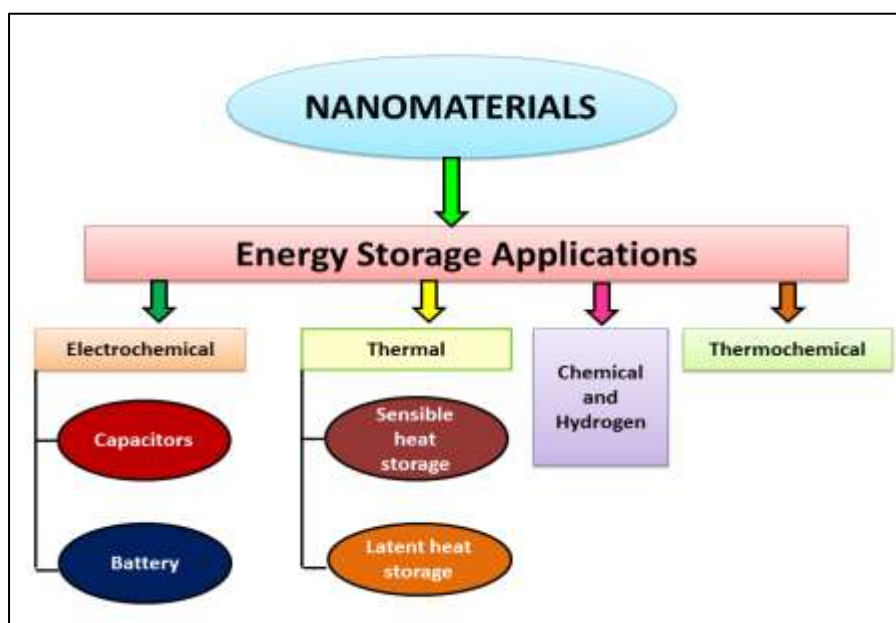 NANOMATERIALS
Energy Storage Applications
Electrochemical
Thermal
Chemical
and
Hydrogen
Thermochemical
Capacitors
Sensible
heat
storage
Battery
Latent heat
storage